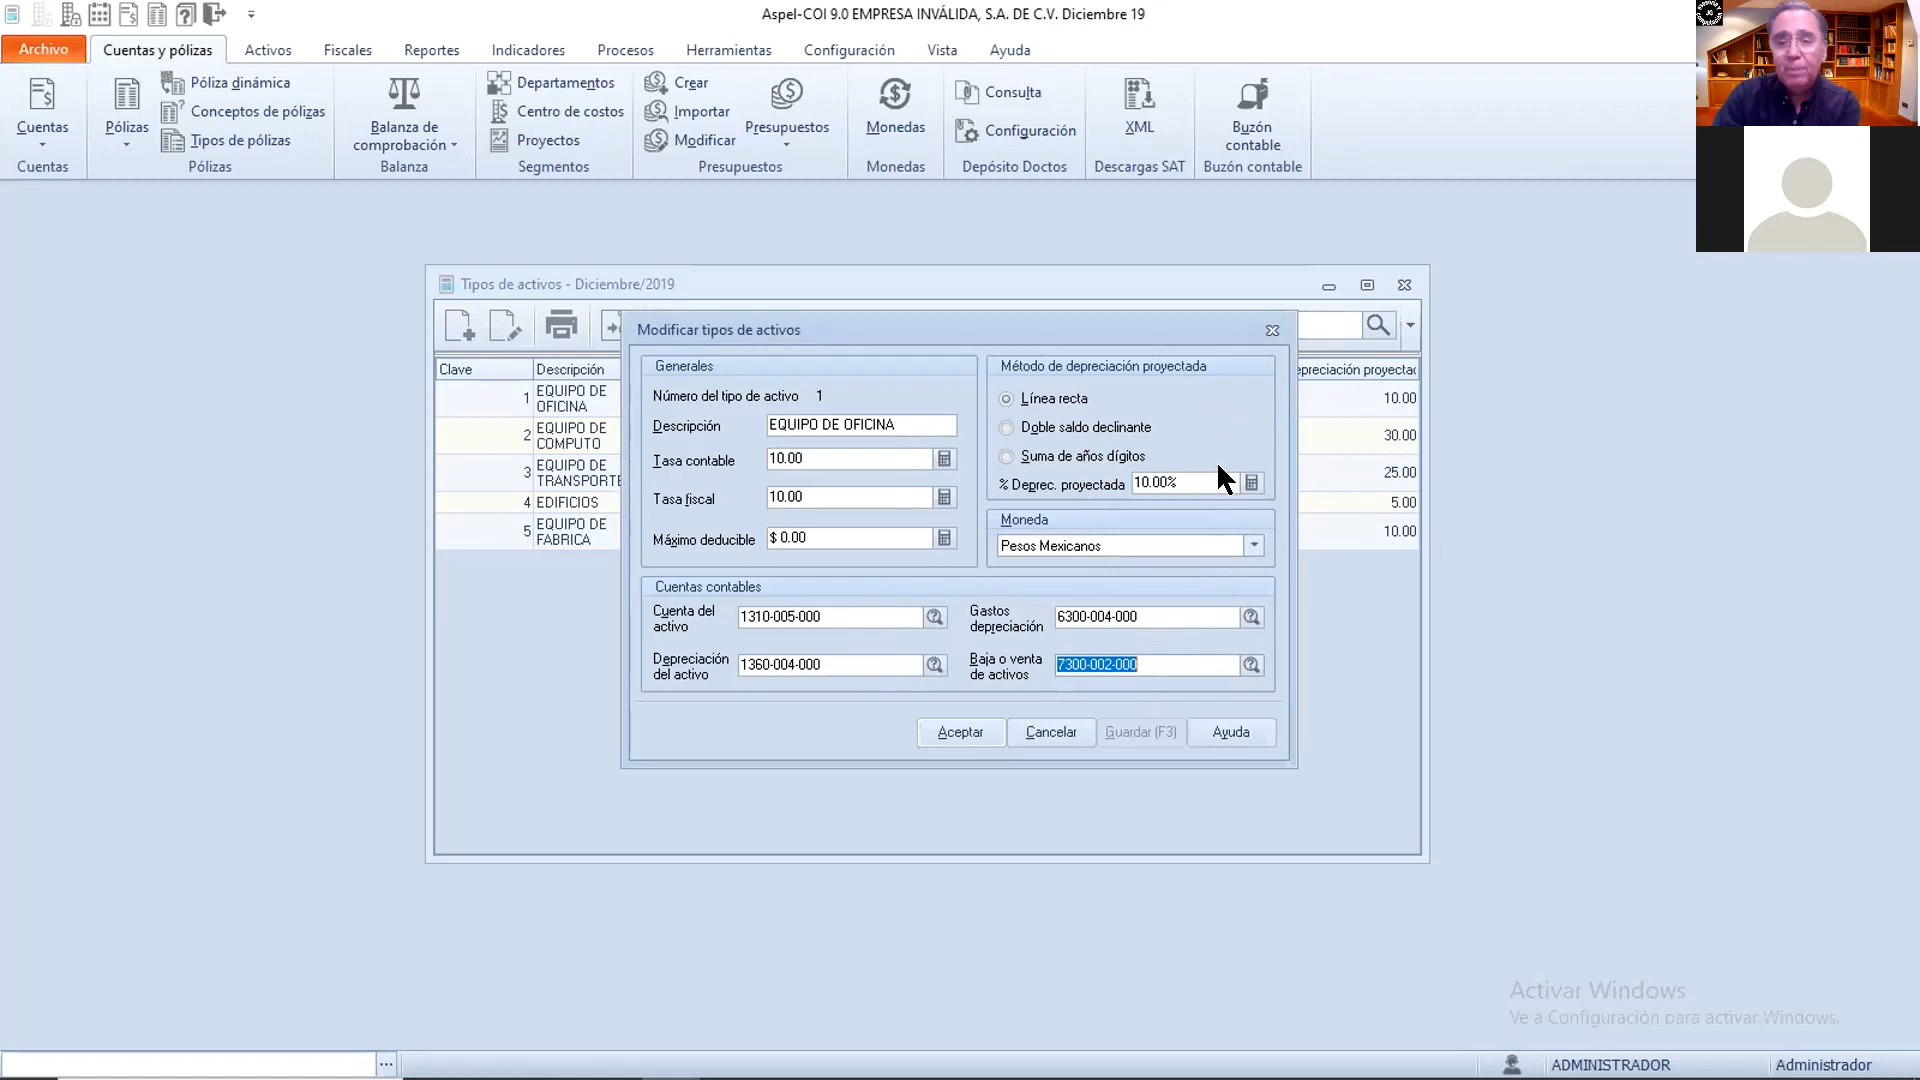 Aspel-COI 9.0 EMPRESA INVÁLIDA, S.A. DE C.V. Diciembre 19
Archivo
Cuentas y pólizas
Activos
Fiscales
Reportes
Indicadores
Procesos
Herramientas
Configuración
Vista
Ayuda
Cuentas
Cuentas
Pólizas
Póliza dinámica
Conceptos de pólizas
Tipos de pólizas
Pólizas
Balanza de
comprobación
Balanza
Departamentos
Centro de costos
Proyectos
Segmentos
Crear
Importar
Modificar
Presupuestos
Presupuestos
Monedas
Monedas
Consulta
Configuración
Depósito Doctos
XML
Descargas SAT
Buzón
contable
Buzón contable
Tipos de activos - Diciembre/2019
Clave
Descripción
epreciación proyectad
1 EQUIPO DE
OFICINA
10.00
2 EQUIPO DE
COMPUTO
30.00
3 EQUIPO DE
TRANSPORTE
25.00
4 EDIFICIOS
5.00
5 EQUIPO DE
FABRICA
10.00
Modificar tipos de activos
Generales
Número del tipo de activo 1
Descripción EQUIPO DE OFICINA
Tasa contable 10.00
Tasa fiscal 10.00
Máximo deducible $ 0.00
Método de depreciación proyectada
Línea recta
Doble saldo declinante
Suma de años dígitos
% Deprec. proyectada 10.00%
Moneda
Pesos Mexicanos
Cuentas contables
Cuenta del
activo
1310-005-000
Gastos
depreciación
6300-004-000
Depreciación
del activo
1360-004-000
Baja o venta
de activos
7300-002-000
Aceptar
Cancelar
Guardar (F3)
Ayuda
Activar Windows
Ve a Configuración para activar Windows.
ADMINISTRADOR
Administrador